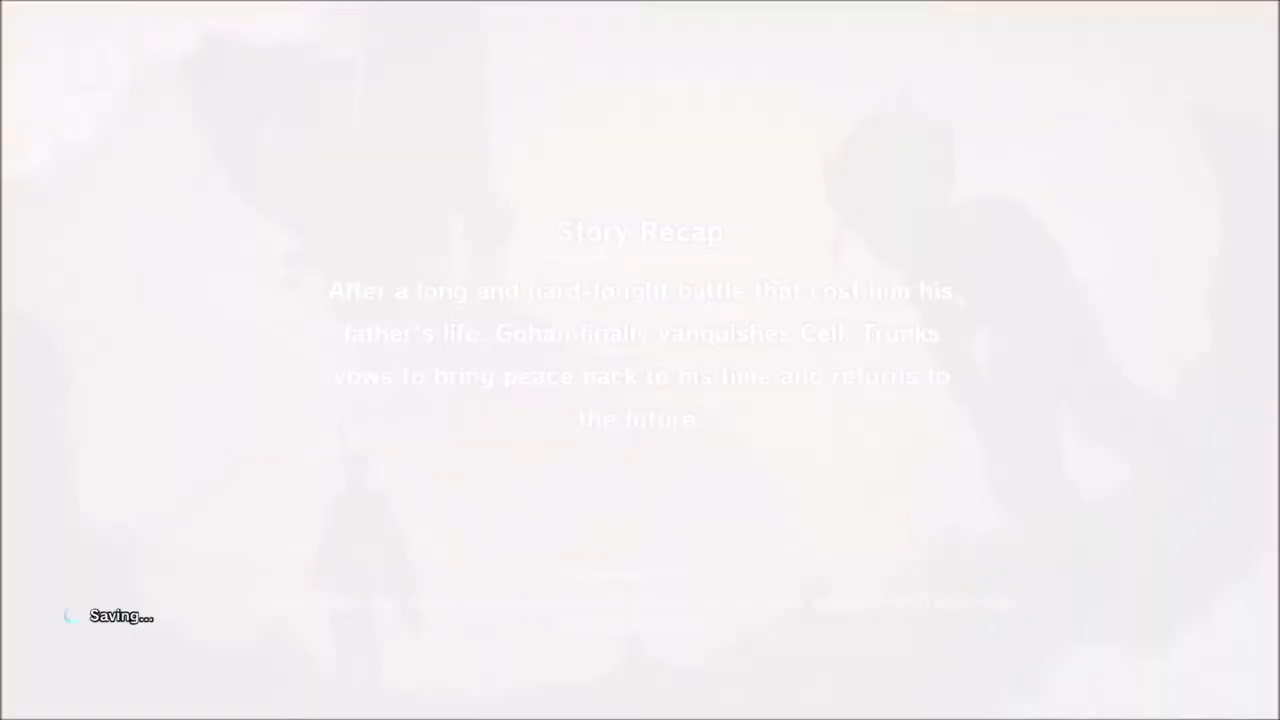 Story Recap
After a long and hard-fought battle that cost him his
father's life, Gohan finally vanquishes Cell. Trunks
vows to bring peace back to his time and returns to
the future.
Saving...